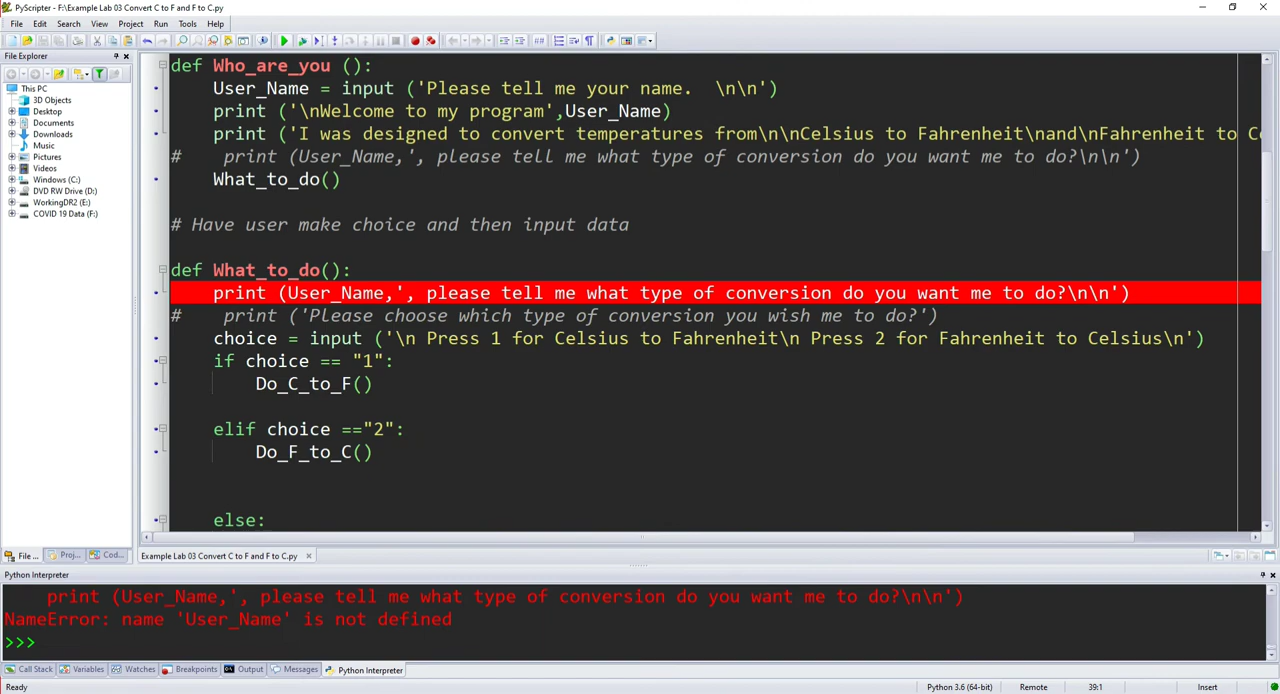 PyScripter - F:\Example Lab 03 Convert C to F and F to C.py
File Edit Search View Project Run Tools Help
File Explorer
This PC
3D Objects
Desktop
Documents
Downloads
Music
Pictures
Videos
Windows (C:)
DVD RW Drive (D:)
WorkingDR2 (E:)
COVID 19 Data (F:)
File ... Proj... Cod...
def Who_are_you ():
User_Name = input ('Please tell me your name.  \n\n')
print ('\nWelcome to my program',User_Name)
print ('I was designed to convert temperatures from\n\nCelsius to Fahrenheit\nand\nFahrenheit to C
#    print (User_Name,', please tell me what type of conversion do you want me to do?\n\n')
What_to_do()
# Have user make choice and then input data
def What_to_do():
print (User_Name,', please tell me what type of conversion do you want me to do?\n\n')
#    print ('Please choose which type of conversion you wish me to do?')
choice = input ('\n Press 1 for Celsius to Fahrenheit\n Press 2 for Fahrenheit to Celsius\n')
if choice == "1":
Do_C_to_F()
elif choice =="2":
Do_F_to_C()
else:
Example Lab 03 Convert C to F and F to C.py
Python Interpreter
print (User_Name,', please tell me what type of conversion do you want me to do?\n\n')
NameError: name 'User_Name' is not defined
>>>
Call Stack Variables Watches Breakpoints Output Messages Python Interpreter
Ready Python 3.6 (64-bit) Remote 39:1 Insert